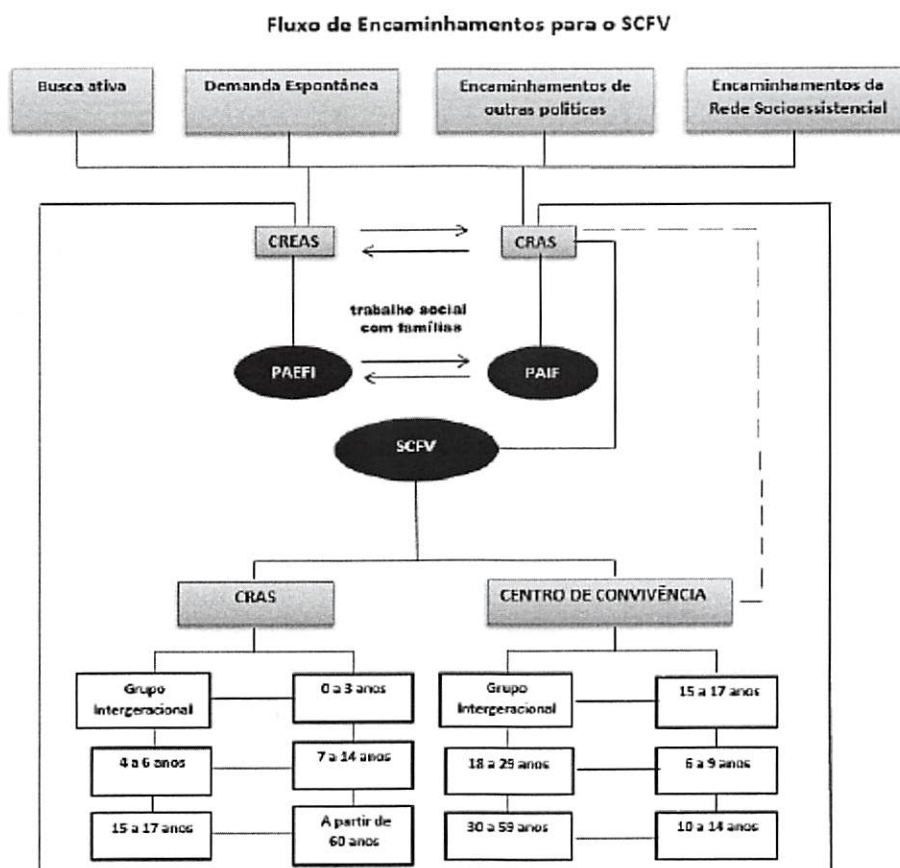 Fluxo de Encaminhamentos para o SCFV
Busca ativa
Demanda Espontânea
Encaminhamentos de
outras politicas
Encaminhamentos da
Rede Socioassistencial
CREAS
CRAS
trabalho social
com famílias
PAEFI
PAIF
SCFV
CRAS
CENTRO DE CONVIVÊNCIA
Grupo
Intergeracional
0 a 3 anos
Grupo
Intergeracional
15 a 17 anos
4 a 6 anos
7 a 14 anos
18 a 29 anos
6 a 9 anos
15 a 17 anos
A partir de
60 anos
30 a 59 anos
10 a 14 anos